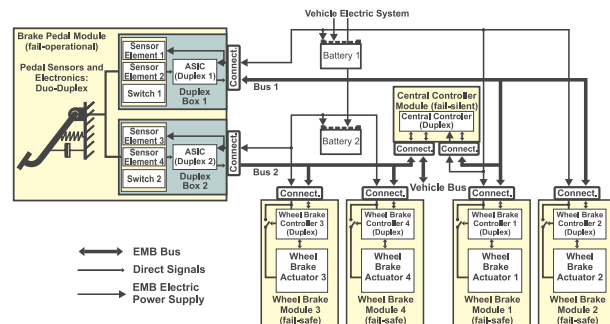 Vehicle Electric System
Brake Pedal Module
(fail-operational)
Pedal Sensors and
Electronics:
Duo-Duplex
Sensor
Element 1
Sensor
Element 2
Switch 1
ASIC
(Duplex 1)
Duplex
Box 1
Connect.
Bus 1
Battery 1
Central Controller
Module (fail-silent)
Central Controler
(Duplex)
Connect.
Connect.
Vehicle Bus
Sensor
Element 3
Sensor
Element 4
Switch 2
ASIC
(Duplex 2)
Duplex
Box 2
Connect.
Bus 2
Battery 2
Connect.
Connect.
Connect.
Connect.
Wheel Brake
Controller 3
(Duplex)
Wheel
Brake
Actuator 3
Wheel Brake
Module 3
(fail-safe)
Wheel Brake
Controller 4
(Duplex)
Wheel
Brake
Actuator 4
Wheel Brake
Module 4
(fail-safe)
Wheel Brake
Controller 1
(Duplex)
Wheel
Brake
Actuator 1
Wheel Brake
Module 1
(fail-safe)
Wheel Brake
Controller 2
(Duplex)
Wheel
Brake
Actuator 2
Wheel Brake
Module 2
(fail-safe)
EMB Bus
Direct Signals
EMB Electric
Power Supply